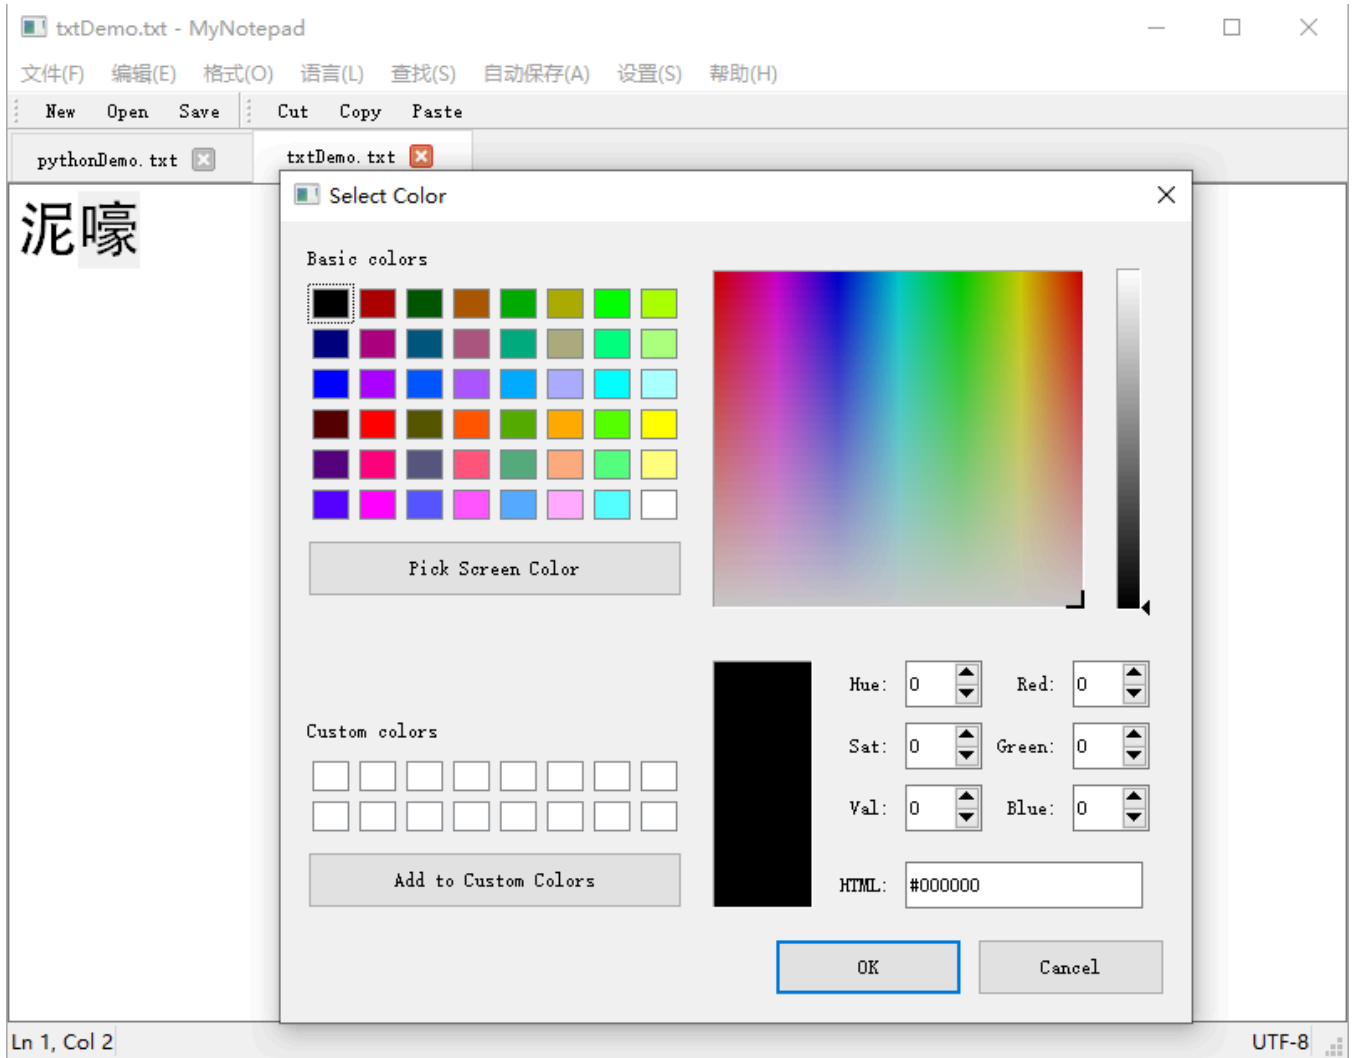 txtDemo.txt - MyNotepad
文件(F) 编辑(E) 格式(O) 语言(L) 查找(S) 自动保存(A) 设置(S) 帮助(H)
New Open Save Cut Copy Paste
pythonDemo.txt txtDemo.txt
泥嚎
Select Color
Basic colors
Pick Screen Color
Custom colors
Add to Custom Colors
Hue: 0 Red: 0
Sat: 0 Green: 0
Val: 0 Blue: 0
HTML: #000000
OK Cancel
Ln 1, Col 2 UTF-8